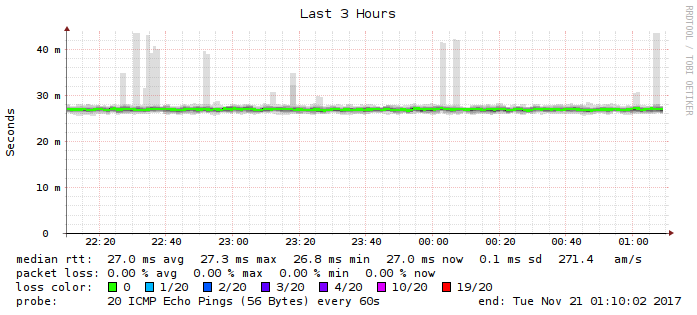 Last 3 Hours
RRDTOOL / TOBI OETIKER
Seconds
40 m
30 m
20 m
10 m
0
22:20 22:40 23:00 23:20 23:40 00:00 00:20 00:40 01:00
median rtt: 27.0 ms avg 27.3 ms max 26.8 ms min 27.0 ms now 0.1 ms sd 271.4 am/s
packet loss: 0.00 % avg 0.00 % max 0.00 % min 0.00 % now
loss color: 0 1/20 2/20 3/20 4/20 10/20 19/20
probe: 20 ICMP Echo Pings (56 Bytes) every 60s end: Tue Nov 21 01:10:02 2017